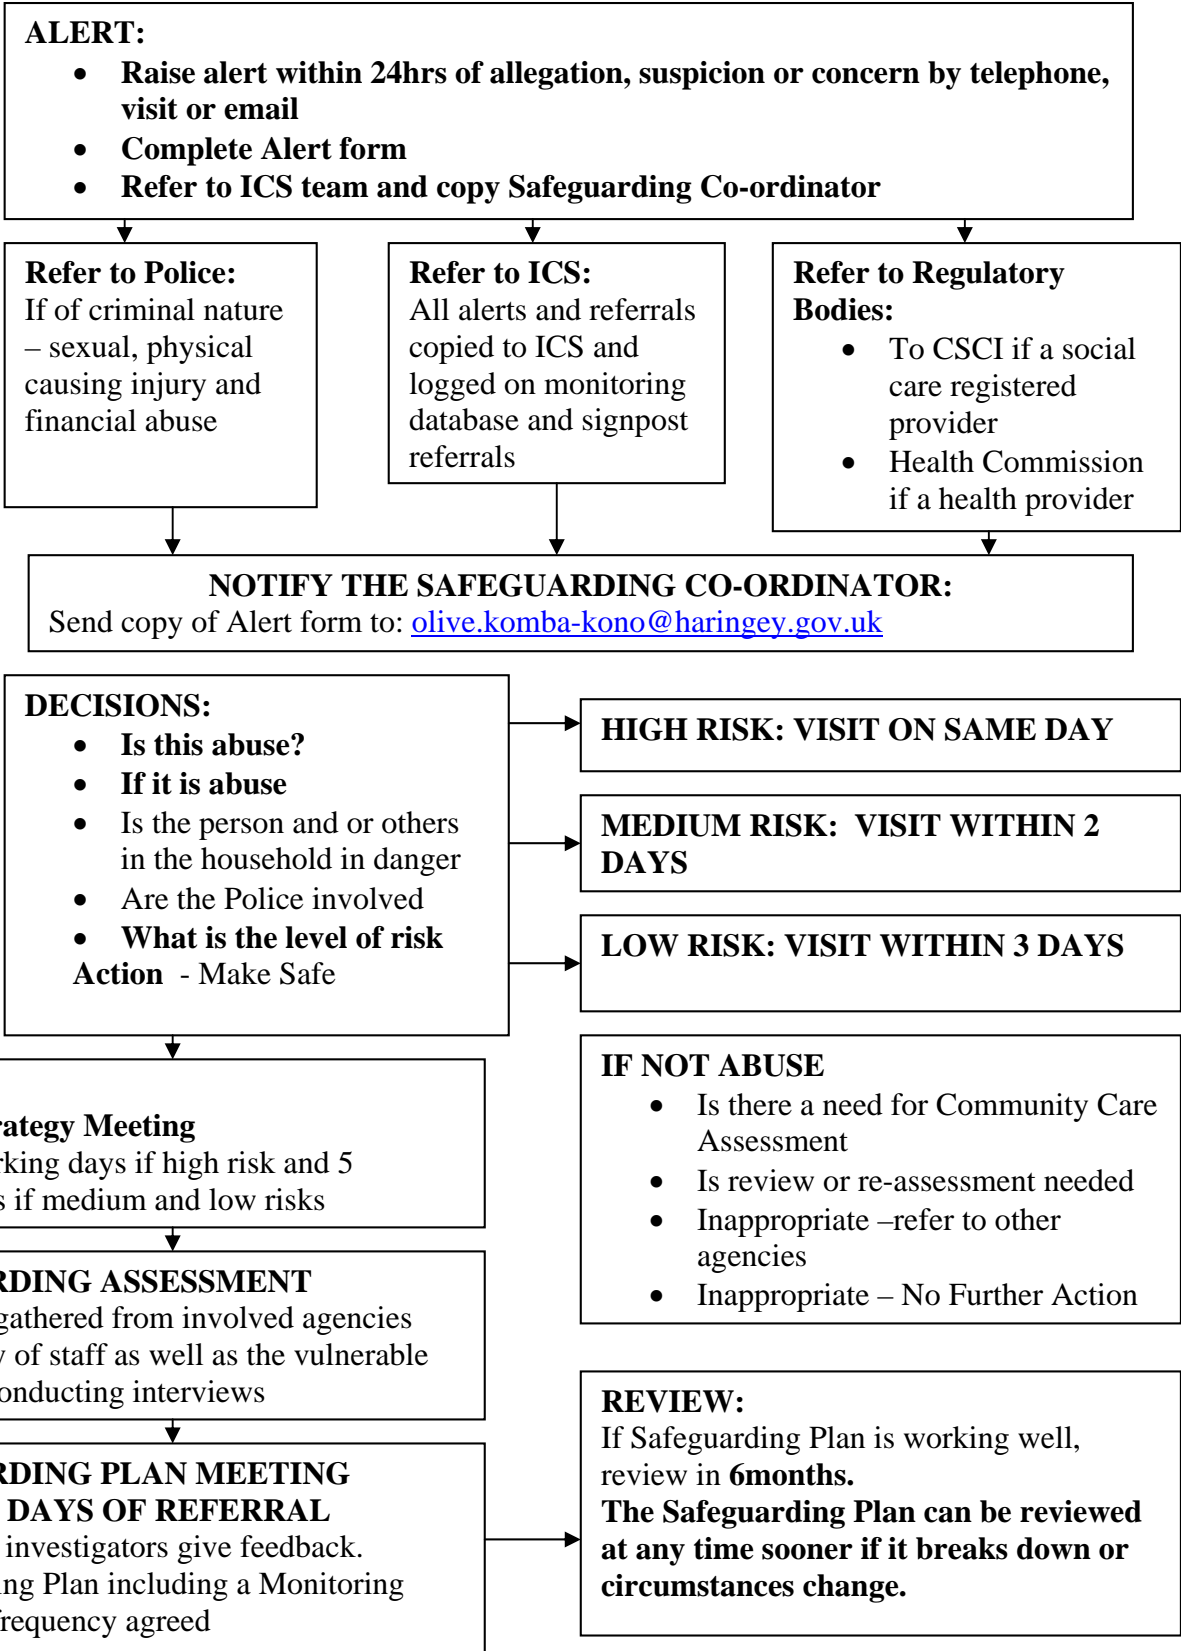 ALERT:
• Raise alert within 24hrs of allegation, suspicion or concern by telephone,
visit or email
• Complete Alert form
• Refer to ICS team and copy Safeguarding Co-ordinator
Refer to Police:
If of criminal nature
– sexual, physical
causing injury and
financial abuse
Refer to ICS:
All alerts and referrals
copied to ICS and
logged on monitoring
database and signpost
referrals
Refer to Regulatory
Bodies:
• To CSCI if a social
care registered
provider
• Health Commission
if a health provider
NOTIFY THE SAFEGUARDING CO-ORDINATOR:
Send copy of Alert form to: olive.komba-kono@haringey.gov.uk
DECISIONS:
• Is this abuse?
• If it is abuse
• Is the person and or others
in the household in danger
• Are the Police involved
• What is the level of risk
Action - Make Safe
HIGH RISK: VISIT ON SAME DAY
MEDIUM RISK: VISIT WITHIN 2
DAYS
LOW RISK: VISIT WITHIN 3 DAYS
IF NOT ABUSE
• Is there a need for Community Care
Assessment
• Is review or re-assessment needed
• Inappropriate –refer to other
agencies
• Inappropriate – No Further Action
Meeting
days if high risk and 5
if medium and low risks
ASSESSMENT
gathered from involved agencies
of staff as well as the vulnerable
conducting interviews
PLAN MEETING
DAYS OF REFERRAL
investigators give feedback.
Plan including a Monitoring
frequency agreed
REVIEW:
If Safeguarding Plan is working well,
review in 6months.
The Safeguarding Plan can be reviewed
at any time sooner if it breaks down or
circumstances change.